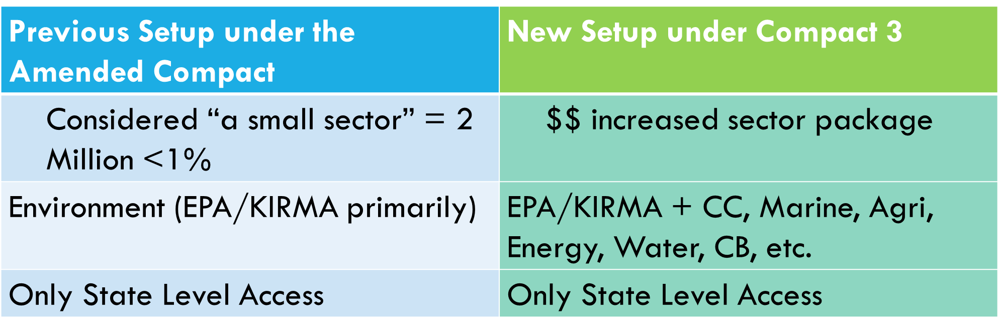 Previous Setup under the
Amended Compact
New Setup under Compact 3
Considered “a small sector” = 2
Million <1%
$$ increased sector package
Environment (EPA/KIRMA primarily)
EPA/KIRMA + CC, Marine, Agri,
Energy, Water, CB, etc.
Only State Level Access
Only State Level Access